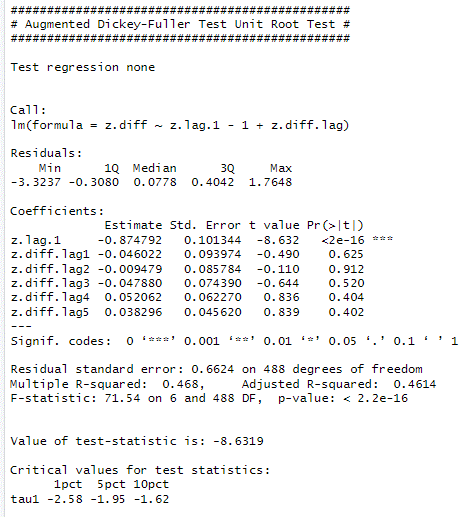 ###############################################
# Augmented Dickey-Fuller Test Unit Root Test #
###############################################
Test regression none
Call:
lm(formula = z.diff ~ z.lag.1 - 1 + z.diff.lag)
Residuals:
Min 1Q Median 3Q Max
-3.3237 -0.3080 0.0778 0.4042 1.7648
Coefficients:
Estimate Std. Error t value Pr(>|t|)
z.lag.1 -0.874792 0.101344 -8.632 <2e-16 ***
z.diff.lag1 -0.046022 0.093974 -0.490 0.625
z.diff.lag2 -0.009479 0.085784 -0.110 0.912
z.diff.lag3 -0.047880 0.074390 -0.644 0.520
z.diff.lag4 0.052062 0.062270 0.836 0.404
z.diff.lag5 0.038296 0.045620 0.839 0.402
---
Signif. codes: 0 ‘***’ 0.001 ‘**’ 0.01 ‘*’ 0.05 ‘.’ 0.1 ‘ ’ 1
Residual standard error: 0.6624 on 488 degrees of freedom
Multiple R-squared: 0.468, Adjusted R-squared: 0.4614
F-statistic: 71.54 on 6 and 488 DF, p-value: < 2.2e-16
Value of test-statistic is: -8.6319
Critical values for test statistics:
1pct 5pct 10pct
tau1 -2.58 -1.95 -1.62